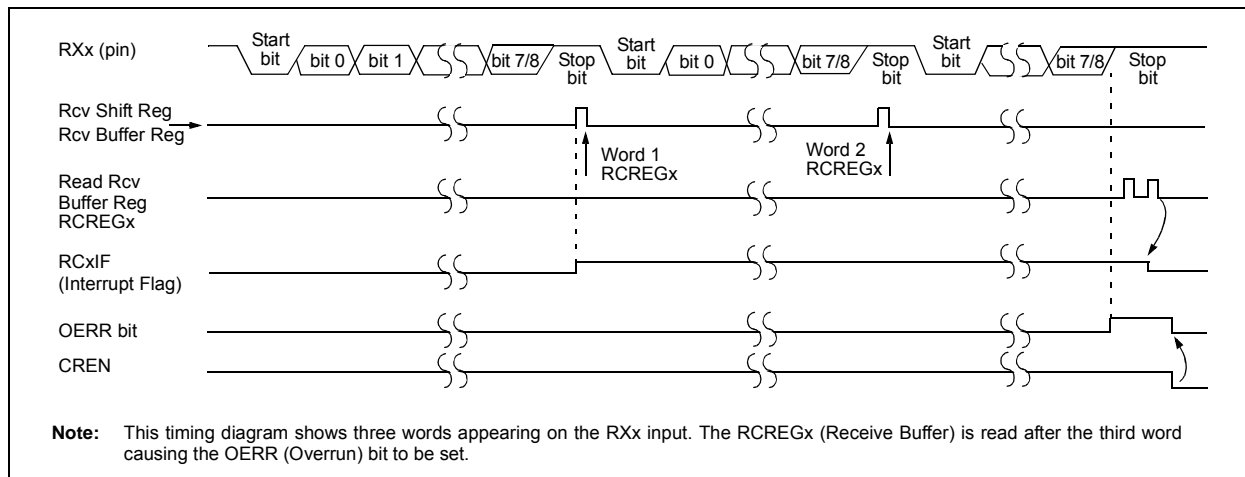 RXx (pin)
Start bit
bit 0
bit 1
bit 7/8
Stop bit
Start bit
bit 0
bit 7/8
Stop bit
Start bit
bit 7/8
Stop bit
Rcv Shift Reg
Rcv Buffer Reg
Word 1
RCREGx
Word 2
RCREGx
Read Rcv
Buffer Reg
RCREGx
RCxIF
(Interrupt Flag)
OERR bit
CREN
Note: This timing diagram shows three words appearing on the RXx input. The RCREGx (Receive Buffer) is read after the third word
causing the OERR (Overrun) bit to be set.